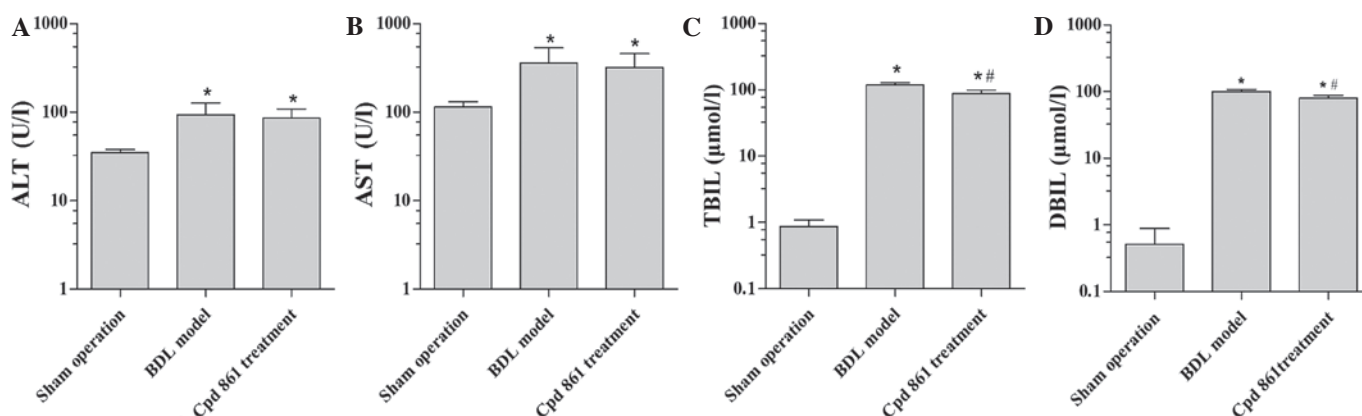 A
ALT (U/l)
1000
100
10
1
*
*
Sham operation
BDL model
Cpd 861 treatment
B
AST (U/l)
1000
100
10
1
*
*
Sham operation
BDL model
Cpd 861 treatment
C
TBIL (µmol/l)
1000
100
10
1
0.1
*
* #
Sham operation
BDL model
Cpd 861 treatment
D
DBIL (µmol/l)
1000
100
10
1
0.1
*
* #
Sham operation
BDL model
Cpd 861treatment